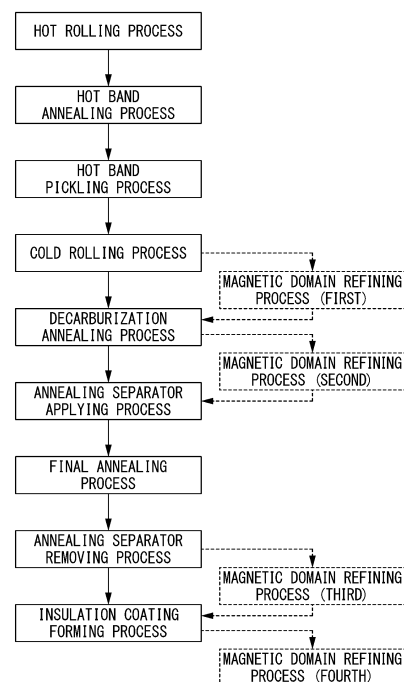 HOT ROLLING PROCESS
HOT BAND
ANNEALING PROCESS
HOT BAND
PICKLING PROCESS
COLD ROLLING PROCESS
MAGNETIC DOMAIN REFINING
PROCESS (FIRST)
DECARBURIZATION
ANNEALING PROCESS
MAGNETIC DOMAIN REFINING
PROCESS (SECOND)
ANNEALING SEPARATOR
APPLYING PROCESS
FINAL ANNEALING
PROCESS
ANNEALING SEPARATOR
REMOVING PROCESS
MAGNETIC DOMAIN REFINING
PROCESS (THIRD)
INSULATION COATING
FORMING PROCESS
MAGNETIC DOMAIN REFINING
PROCESS (FOURTH)